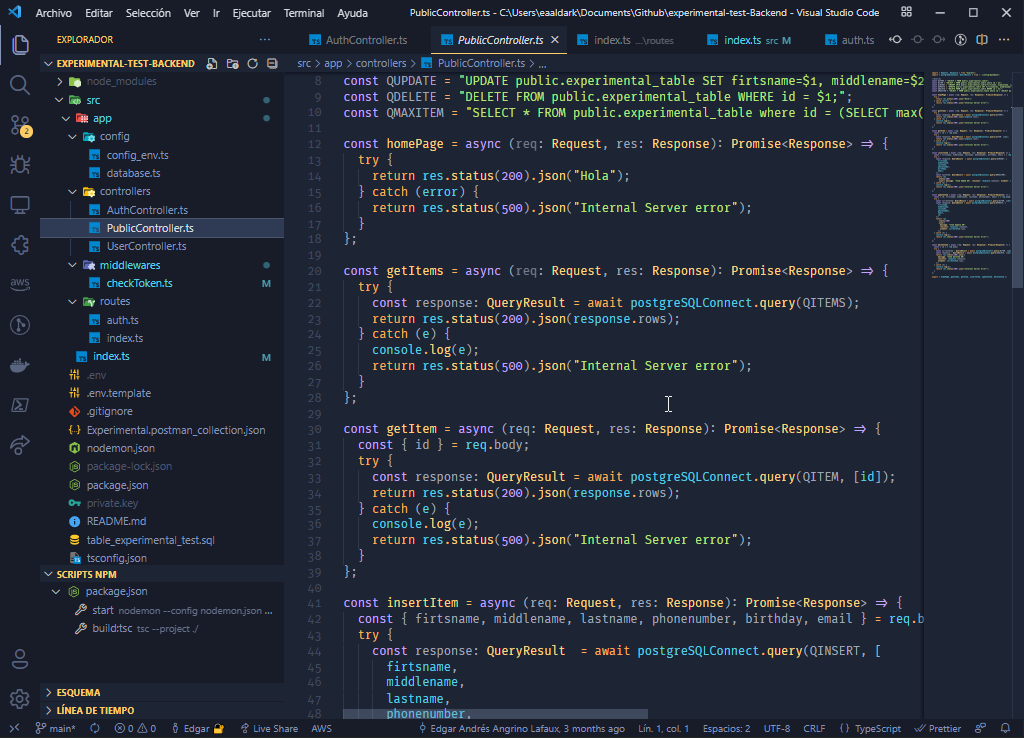 Archivo Editar Selección Ver Ir Ejecutar Terminal Ayuda
PublicController.ts - C:\Users\eaaldark\Documents\Github\experimental-test-Backend - Visual Studio Code
EXPLORADOR
EXPERIMENTAL-TEST-BACKEND
node_modules
src
app
config
config_env.ts
database.ts
controllers
AuthController.ts
PublicController.ts
UserController.ts
middlewares
checkToken.ts M
routes
auth.ts
index.ts
index.ts M
.env
.env.template
.gitignore
Experimental.postman_collection.json
nodemon.json
package-lock.json
package.json
private.key
README.md
table_experimental_test.sql
tsconfig.json
SCRIPTS NPM
package.json
start nodemon --config nodemon.json ...
build:tsc tsc --project ./
ESQUEMA
LÍNEA DE TIEMPO
2
aws
AuthController.ts PublicController.ts index.ts ...\routes index.ts src M auth.ts
src > app > controllers > PublicController.ts > ...
8 const QUPDATE = "UPDATE public.experimental_table SET firtsname=$1, middlename=$2
9 const QDELETE = "DELETE FROM public.experimental_table WHERE id = $1;";
10 const QMAXITEM = "SELECT * FROM public.experimental_table where id = (SELECT max(
11
12 const homePage = async (req: Request, res: Response): Promise<Response> => {
13 try {
14 return res.status(200).json("Hola");
15 } catch (error) {
16 return res.status(500).json("Internal Server error");
17 }
18 };
19
20 const getItems = async (req: Request, res: Response): Promise<Response> => {
21 try {
22 const response: QueryResult = await postgreSQLConnect.query(QITEMS);
23 return res.status(200).json(response.rows);
24 } catch (e) {
25 console.log(e);
26 return res.status(500).json("Internal Server error");
27 }
28 };
29
30 const getItem = async (req: Request, res: Response): Promise<Response> => {
31 const { id } = req.body;
32 try {
33 const response: QueryResult = await postgreSQLConnect.query(QITEM, [id]);
34 return res.status(200).json(response.rows);
35 } catch (e) {
36 console.log(e);
37 return res.status(500).json("Internal Server error");
38 }
39 };
40
41 const insertItem = async (req: Request, res: Response): Promise<Response> => {
42 const { firtsname, middlename, lastname, phonenumber, birthday, email } = req.b
43 try {
44 const response: QueryResult = await postgreSQLConnect.query(QINSERT, [
45 firtsname,
46 middlename,
47 lastname,
48 phonenumber,
main* 0 0 Edgar Live Share AWS Edgar Andrés Angrino Lafaux, 3 months ago Lín. 1, col. 1 Espacios: 2 UTF-8 CRLF { } TypeScript Prettier